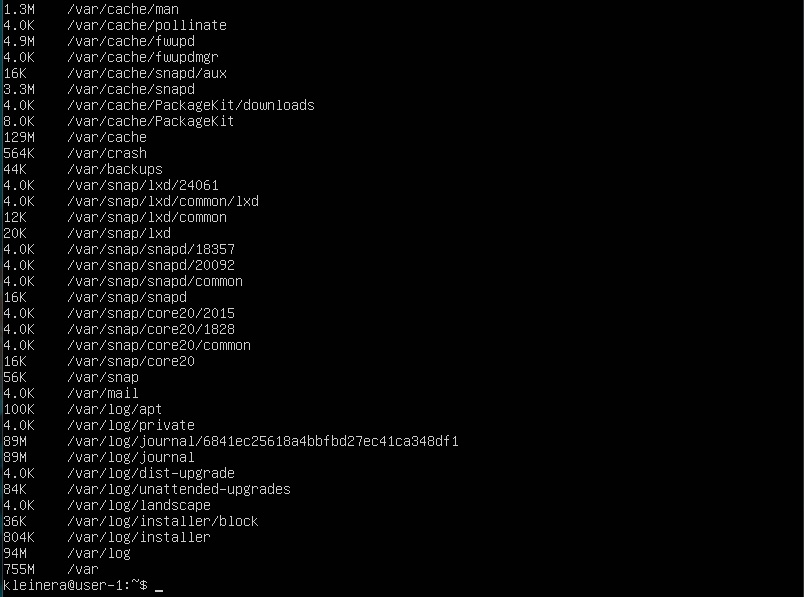 1.3M /var/cache/man
4.0K /var/cache/pollinate
4.9M /var/cache/fwupd
4.0K /var/cache/fwupdmgr
16K /var/cache/snapd/aux
3.3M /var/cache/snapd
4.0K /var/cache/PackageKit/downloads
8.0K /var/cache/PackageKit
129M /var/cache
564K /var/crash
44K /var/backups
4.0K /var/snap/lxd/24061
4.0K /var/snap/lxd/common/lxd
12K /var/snap/lxd/common
20K /var/snap/lxd
4.0K /var/snap/snapd/18357
4.0K /var/snap/snapd/20092
4.0K /var/snap/snapd/common
16K /var/snap/snapd
4.0K /var/snap/core20/2015
4.0K /var/snap/core20/1828
4.0K /var/snap/core20/common
16K /var/snap/core20
56K /var/snap
4.0K /var/mail
100K /var/log/apt
4.0K /var/log/private
89M /var/log/journal/6841ec25618a4bbfbd27ec41ca348df1
89M /var/log/journal
4.0K /var/log/dist-upgrade
84K /var/log/unattended-upgrades
4.0K /var/log/landscape
36K /var/log/installer/block
804K /var/log/installer
94M /var/log
755M /var
kleinera@user-1:~$ _